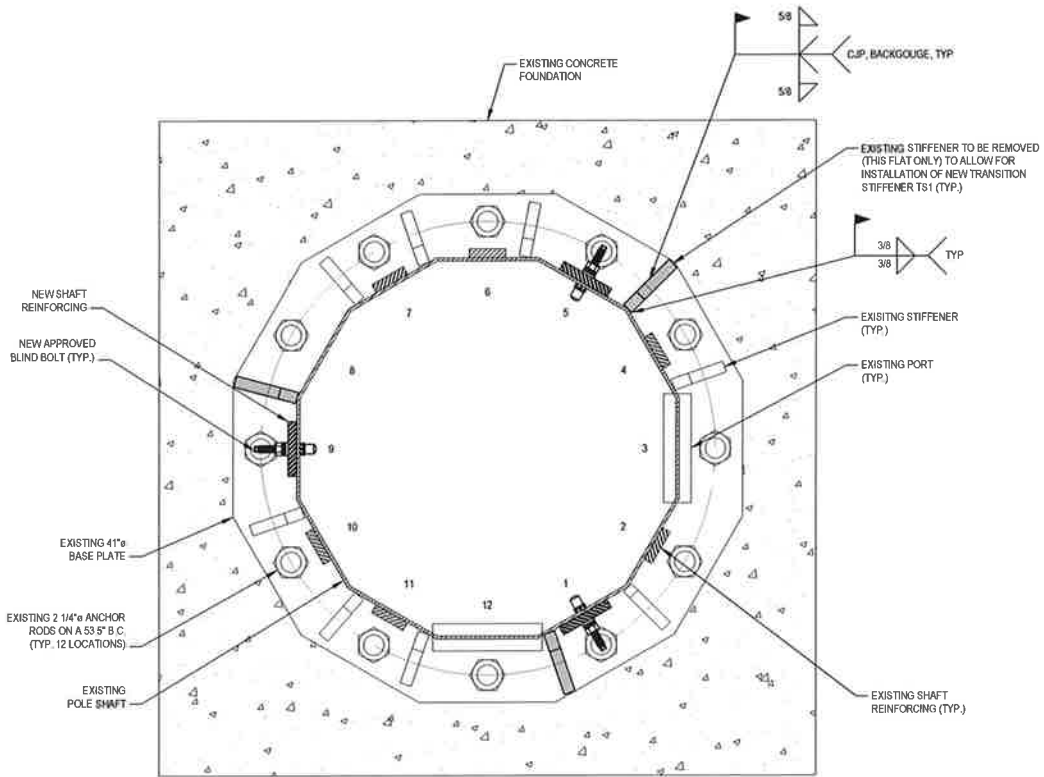 5/8
CJP, BACKGOUGE, TYP
5/8
EXISTING CONCRETE
FOUNDATION
EXISTING STIFFENER TO BE REMOVED
(THIS FLAT ONLY) TO ALLOW FOR
INSTALLATION OF NEW TRANSITION
STIFFENER TS1 (TYP.)
3/8
3/8
TYP
NEW SHAFT
REINFORCING
NEW APPROVED
BLIND BOLT (TYP.)
EXISITNG STIFFENER
(TYP.)
EXISTING PORT
(TYP.)
6
7
5
8
4
9
3
10
2
11
12
1
EXISTING 41"ø
BASE PLATE
EXISTING 2 1/4"ø ANCHOR
RODS ON A 53 5" B.C.
(TYP. 12 LOCATIONS)
EXISTING
POLE SHAFT
EXISTING SHAFT
REINFORCING (TYP.)